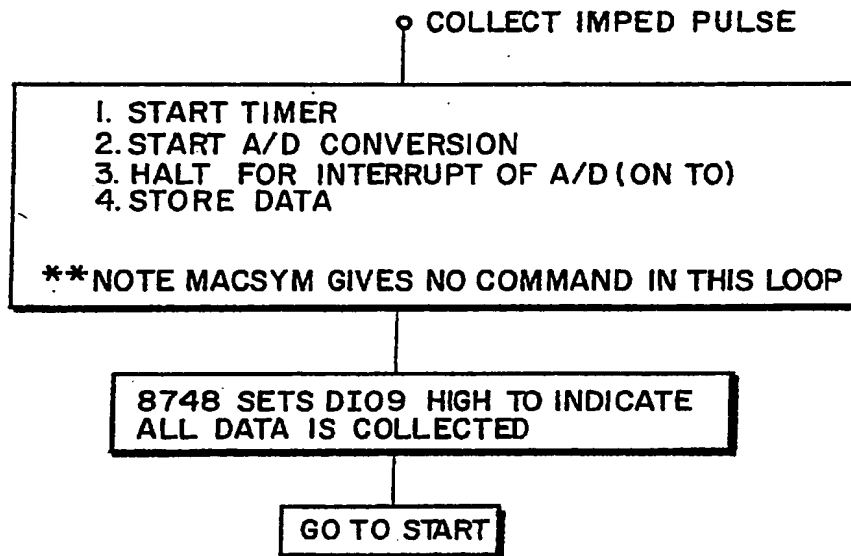 COLLECT IMPED PULSE
1. START TIMER
2. START A/D CONVERSION
3. HALT FOR INTERRUPT OF A/D (ON TO)
4. STORE DATA
**NOTE MACSYM GIVES NO COMMAND IN THIS LOOP
8748 SETS DIO9 HIGH TO INDICATE
ALL DATA IS COLLECTED
GO TO START